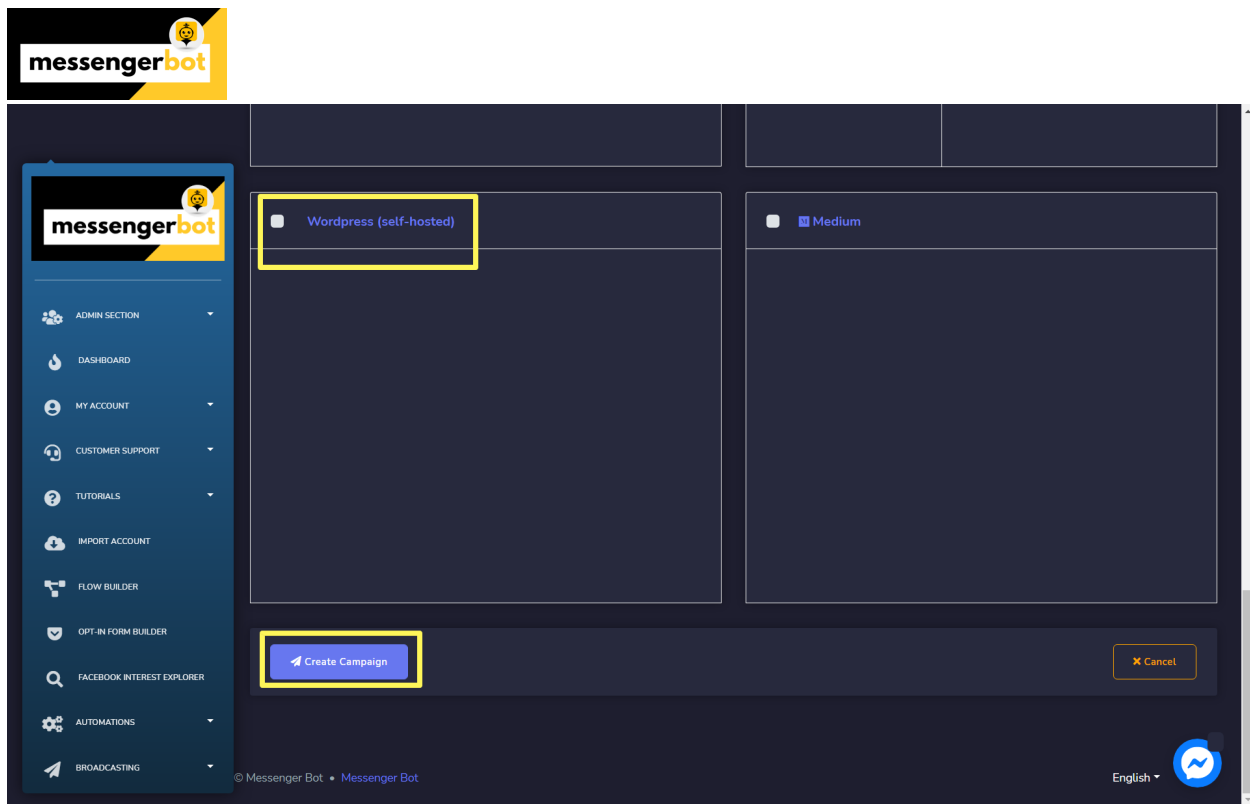 messengerbot
messengerbot
ADMIN SECTION
DASHBOARD
MY ACCOUNT
CUSTOMER SUPPORT
TUTORIALS
IMPORT ACCOUNT
FLOW BUILDER
OPT-IN FORM BUILDER
FACEBOOK INTEREST EXPLORER
AUTOMATIONS
BROADCASTING
Wordpress (self-hosted)
M Medium
Create Campaign
Cancel
© Messenger Bot • Messenger Bot
English